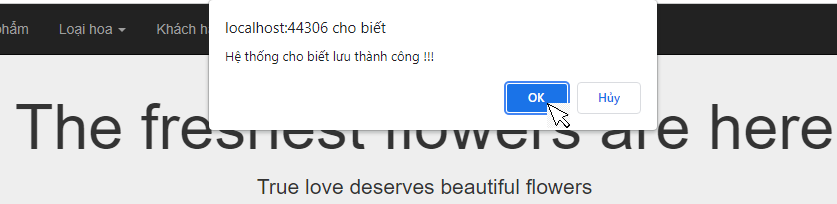 localhost:44306 cho biết
phẩm Loại hoa Khách h
Hệ thống cho biết lưu thành công !!!
OK Hủy
The freshest flowers are here
True love deserves beautiful flowers